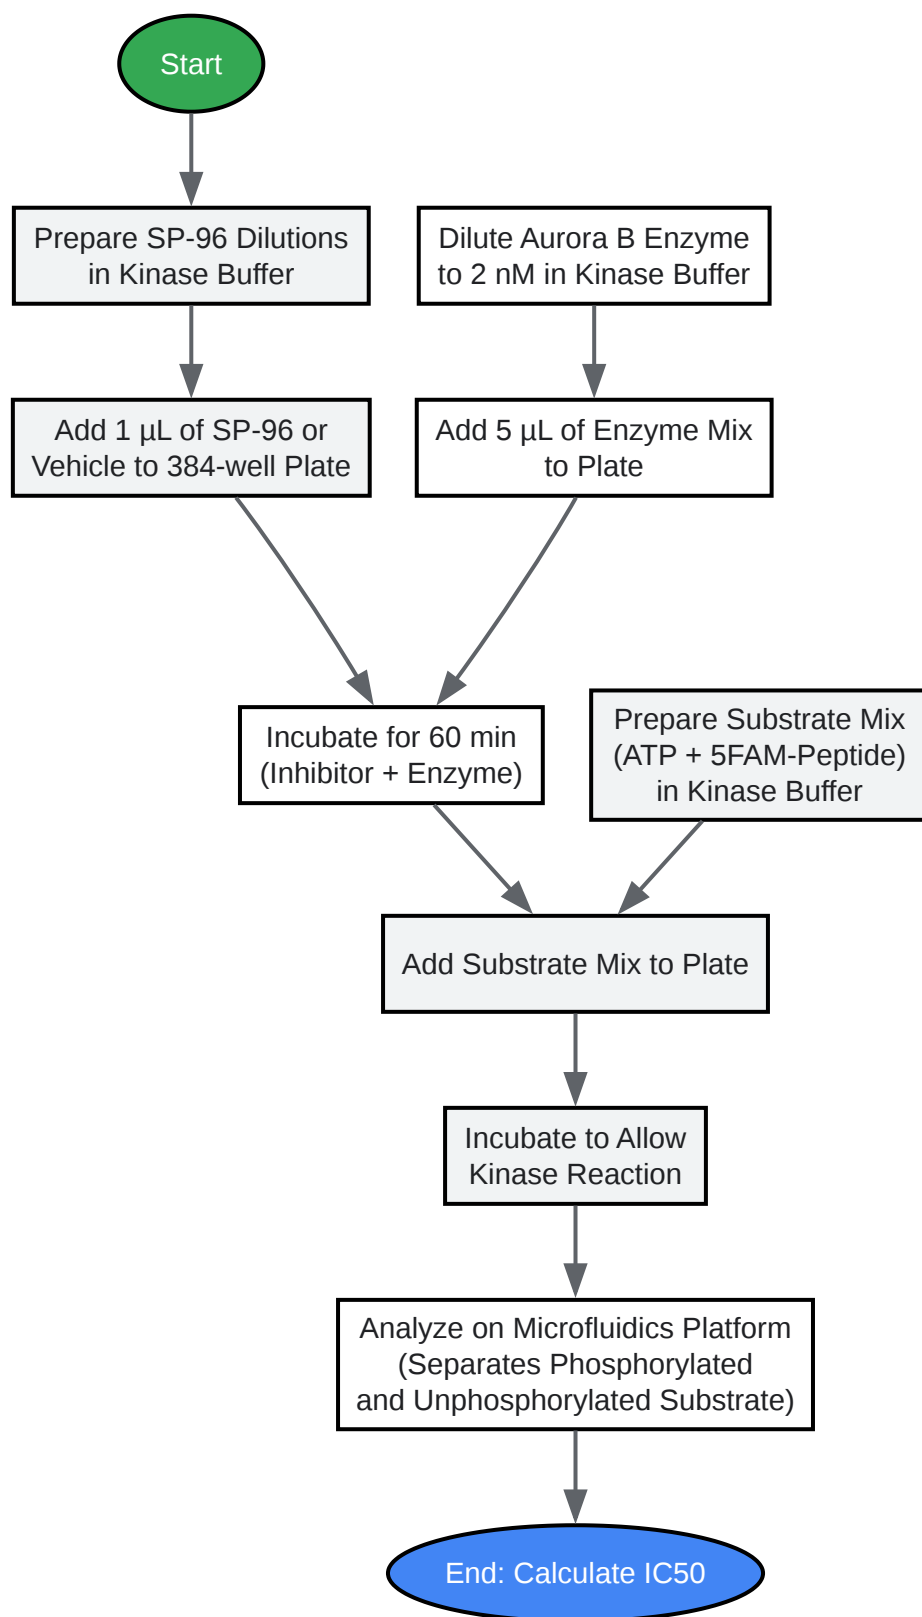 Start
Prepare SP-96 Dilutions
in Kinase Buffer
Dilute Aurora B Enzyme
to 2 nM in Kinase Buffer
Add 1 µL of SP-96 or
Vehicle to 384-well Plate
Add 5 µL of Enzyme Mix
to Plate
Incubate for 60 min
(Inhibitor + Enzyme)
Prepare Substrate Mix
(ATP + 5FAM-Peptide)
in Kinase Buffer
Add Substrate Mix to Plate
Incubate to Allow
Kinase Reaction
Analyze on Microfluidics Platform
(Separates Phosphorylated
and Unphosphorylated Substrate)
End: Calculate IC50